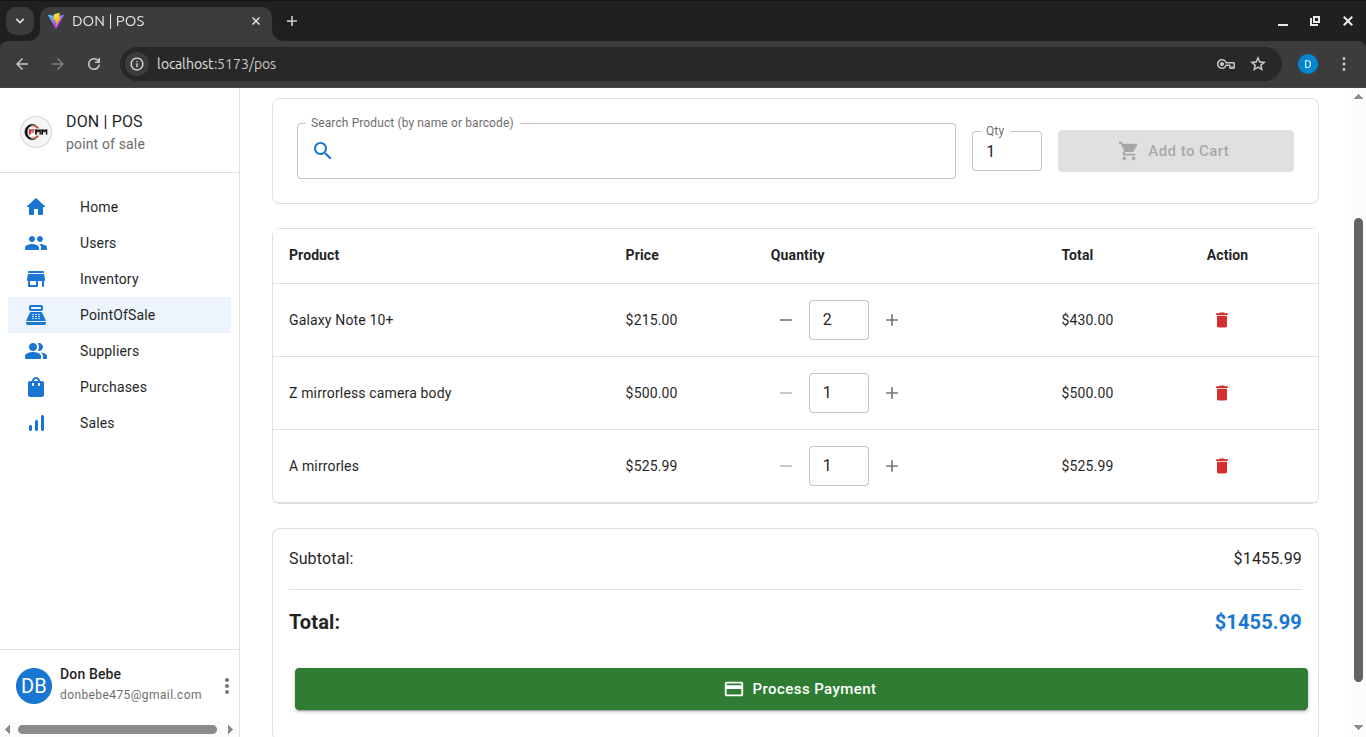 DON | POS
localhost:5173/pos
D
CFMM
DON | POS
point of sale
Home
Users
Inventory
PointOfSale
Suppliers
Purchases
Sales
DB
Don Bebe
donbebe475@gmail.com
Search Product (by name or barcode)
Qty
1
Add to Cart
Product Price Quantity Total Action
Galaxy Note 10+ $215.00 2 $430.00
Z mirrorless camera body $500.00 1 $500.00
A mirrorles $525.99 1 $525.99
Subtotal: $1455.99
Total: $1455.99
Process Payment